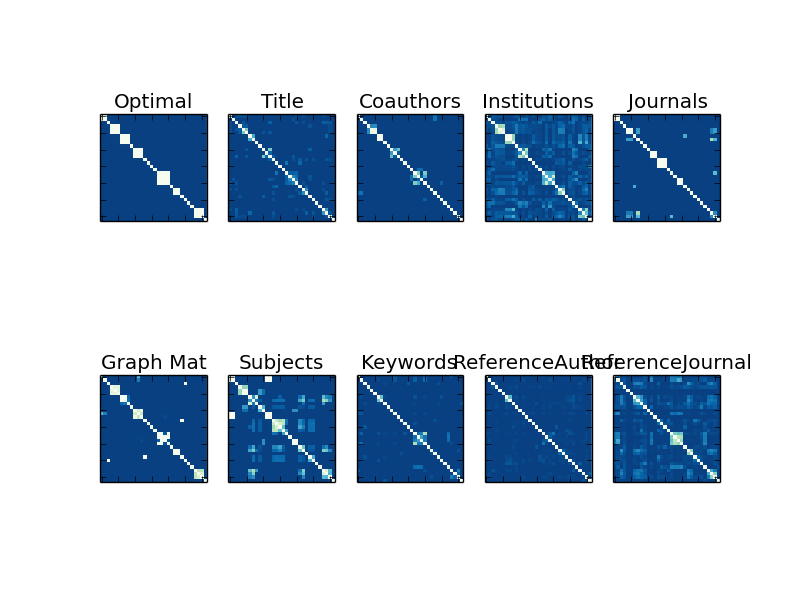 Optimal Title Coauthors Institutions Journals
Graph Mat Subjects Keywords ReferenceAuthor ReferenceJournal